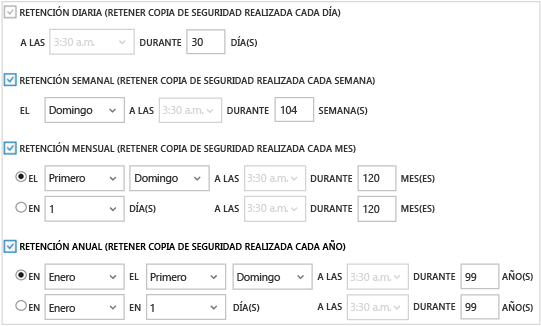 RETENCIÓN DIARIA (RETENER COPIA DE SEGURIDAD REALIZADA CADA DÍA)
A LAS 3:30 a.m. DURANTE 30 DÍA(S)
RETENCIÓN SEMANAL (RETENER COPIA DE SEGURIDAD REALIZADA CADA SEMANA)
EL Domingo A LAS 3:30 a.m. DURANTE 104 SEMANA(S)
RETENCIÓN MENSUAL (RETENER COPIA DE SEGURIDAD REALIZADA CADA MES)
EL Primero Domingo A LAS 3:30 a.m. DURANTE 120 MES(ES)
EN 1 DÍA(S) A LAS 3:30 a.m. DURANTE 120 MES(ES)
RETENCIÓN ANUAL (RETENER COPIA DE SEGURIDAD REALIZADA CADA AÑO)
EN Enero EL Primero Domingo A LAS 3:30 a.m. DURANTE 99 AÑO(S)
EN Enero EN 1 DÍA(S) A LAS 3:30 a.m. DURANTE 99 AÑO(S)